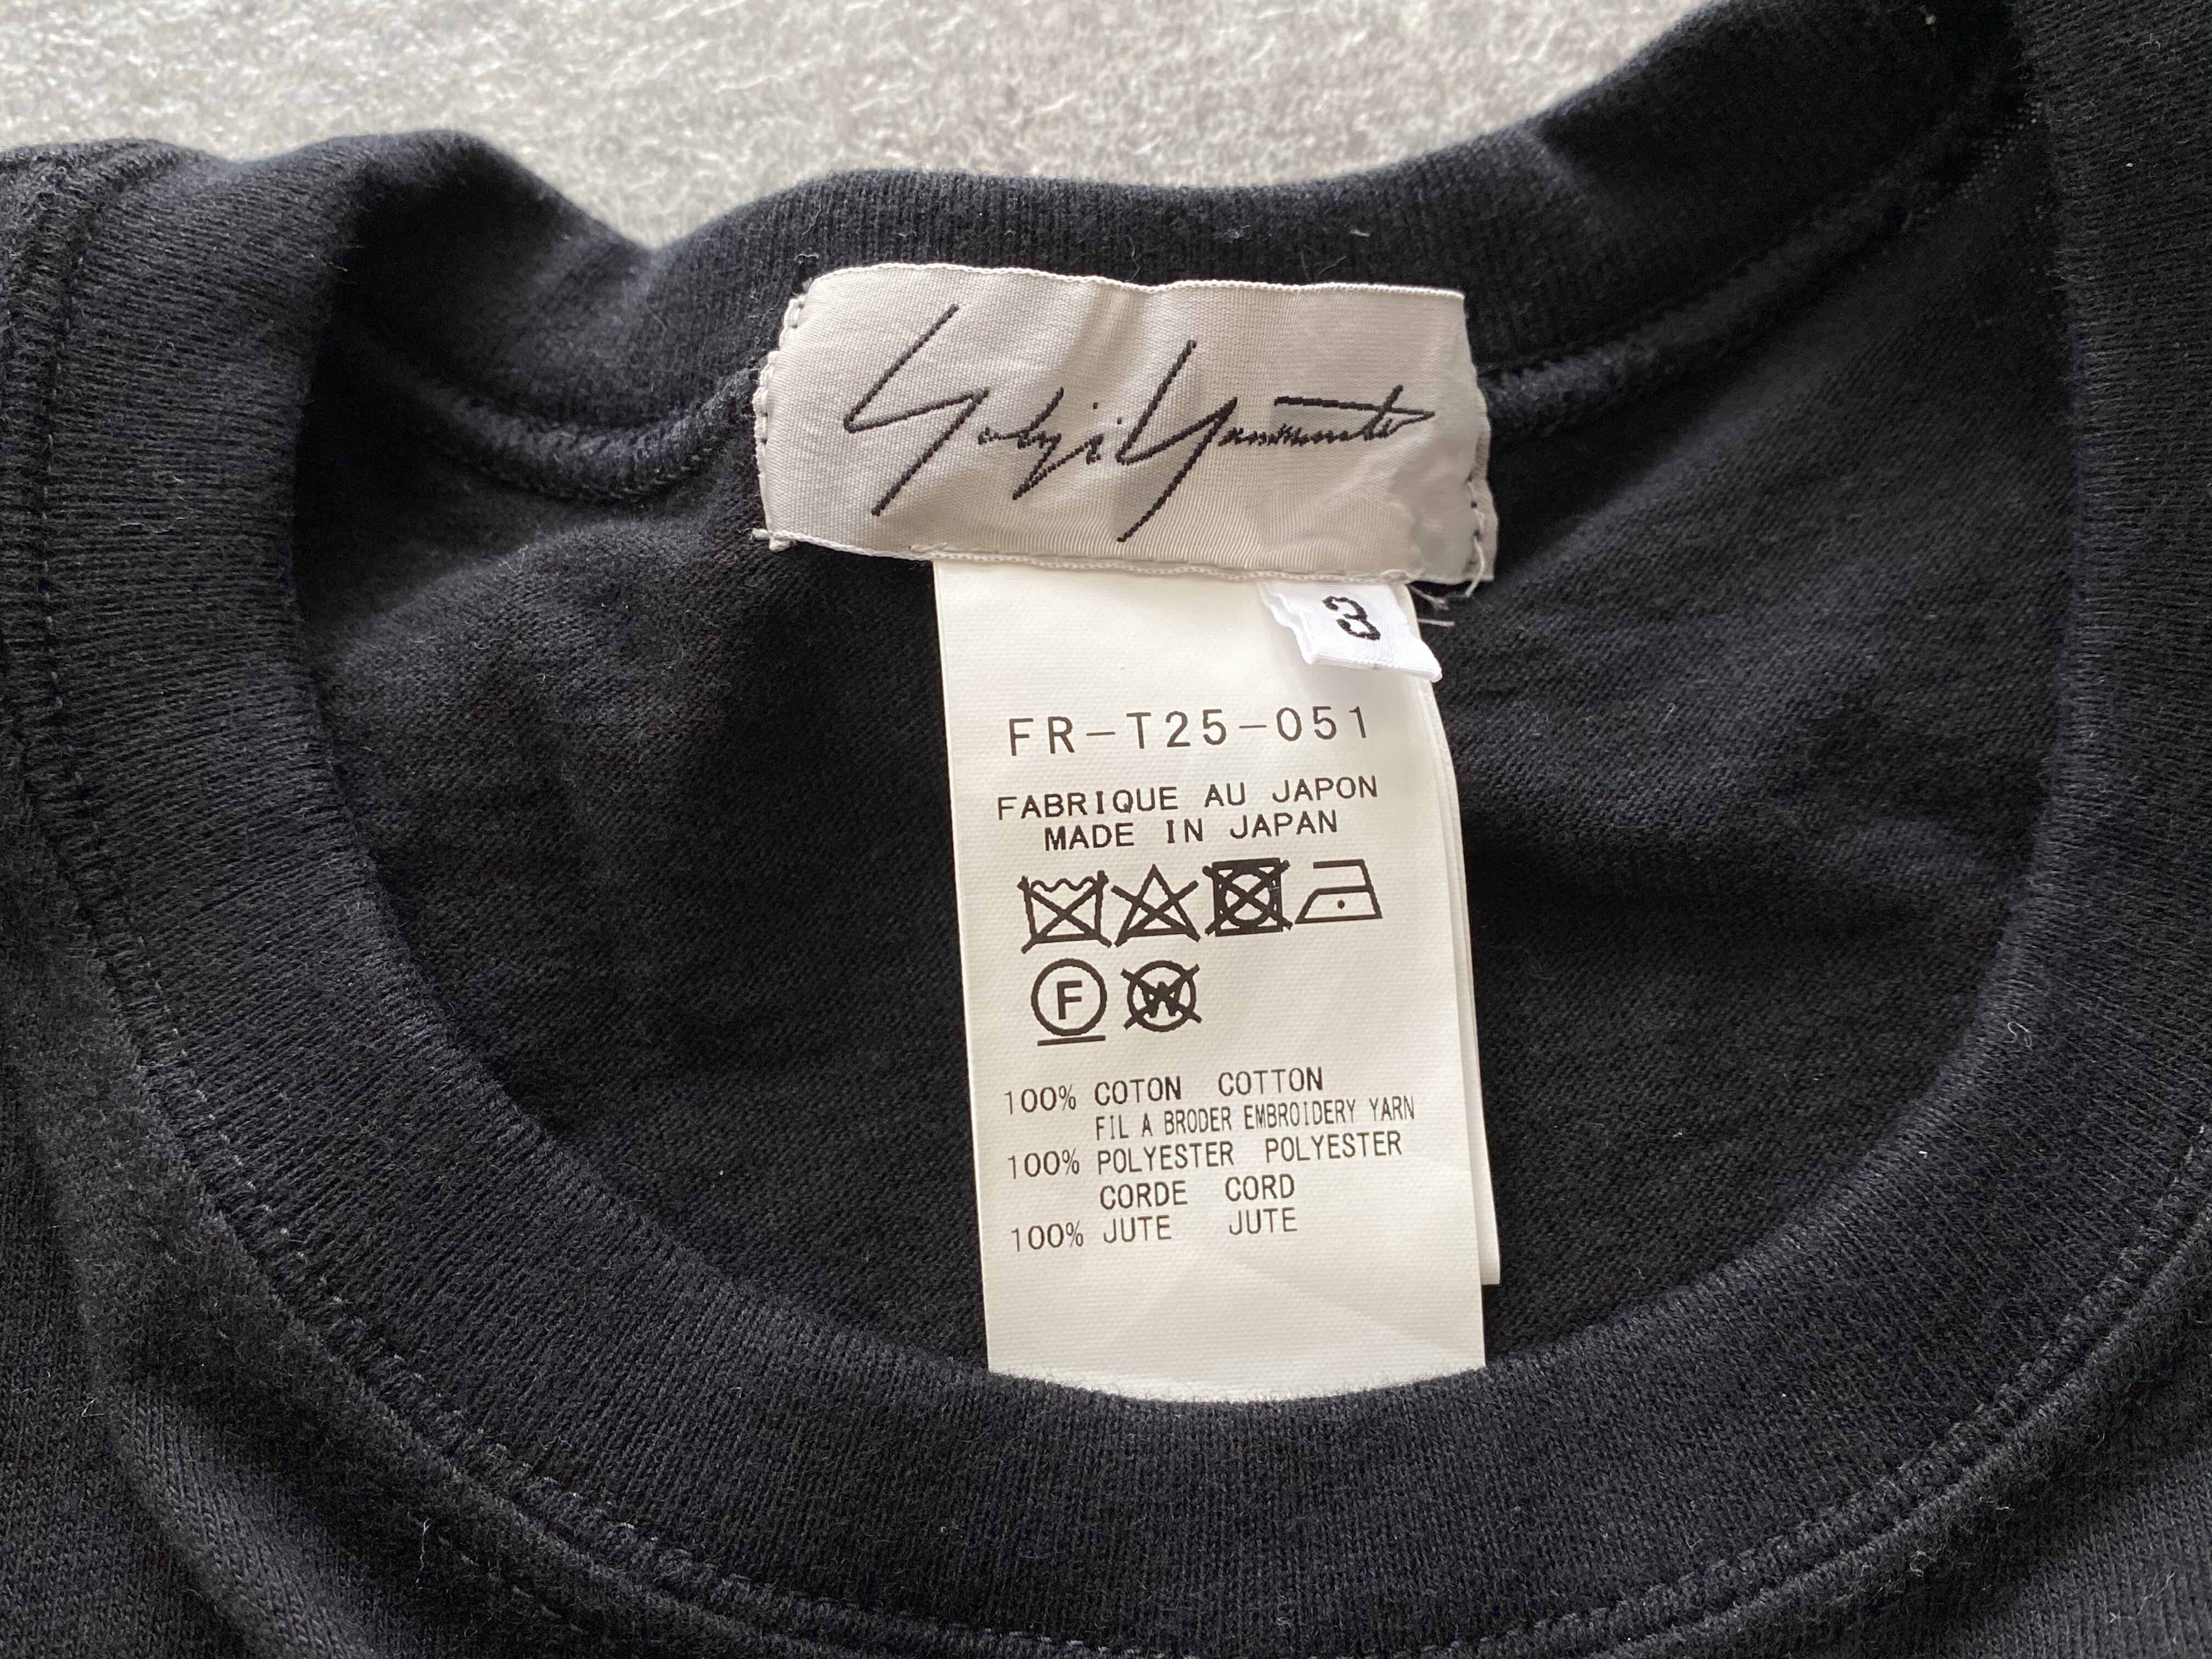 Yohji Yamamoto
3
FR-T25-051
FABRIQUE AU JAPON
MADE IN JAPAN
F W
100% COTON COTTON
FIL A BRODER EMBROIDERY YARN
100% POLYESTER POLYESTER
CORDE CORD
100% JUTE JUTE